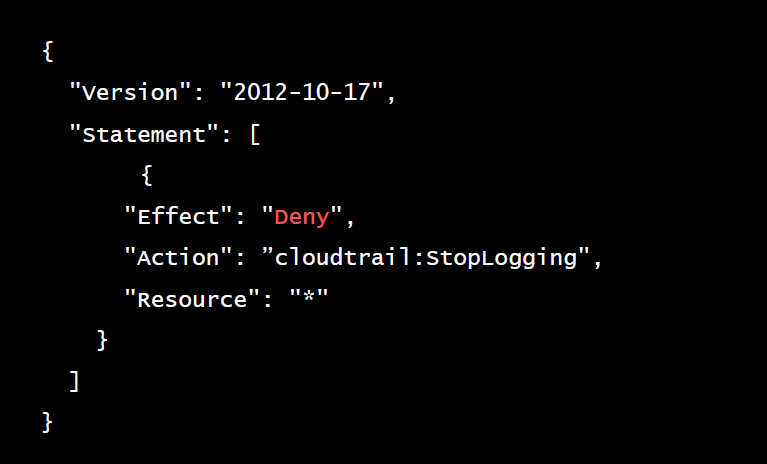 {
"Version": "2012-10-17",
"Statement": [
{
"Effect": "Deny",
"Action": ”cloudtrail:StopLogging",
"Resource": "*"
}
]
}